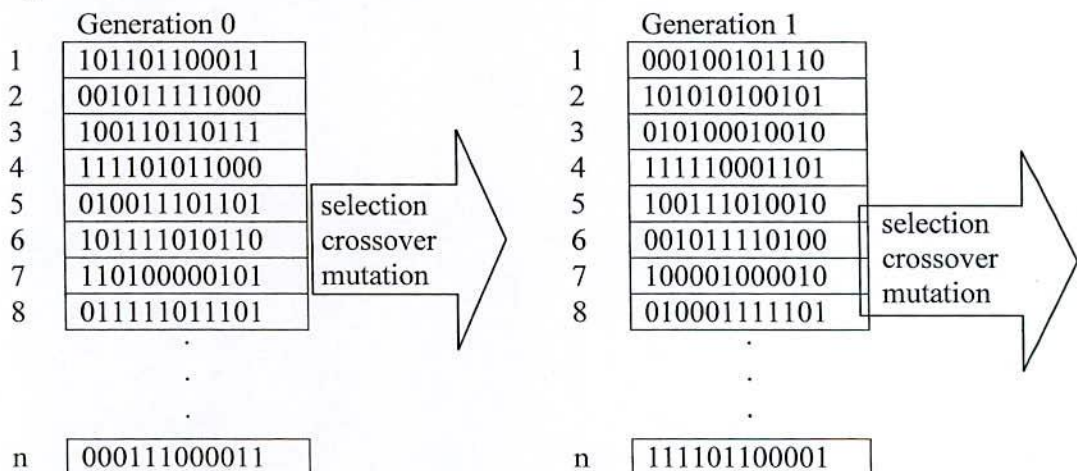 Generation 0
1 101101100011
2 001011111000
3 100110110111
4 111101011000
5 010011101101
6 101111010110
7 110100000101
8 011111011101
.
.
.
n 000111000011
selection
crossover
mutation
Generation 1
1 000100101110
2 101010100101
3 010100010010
4 111110001101
5 100111010010
6 001011110100
7 100001000010
8 010001111101
.
.
.
n 111101100001
selection
crossover
mutation